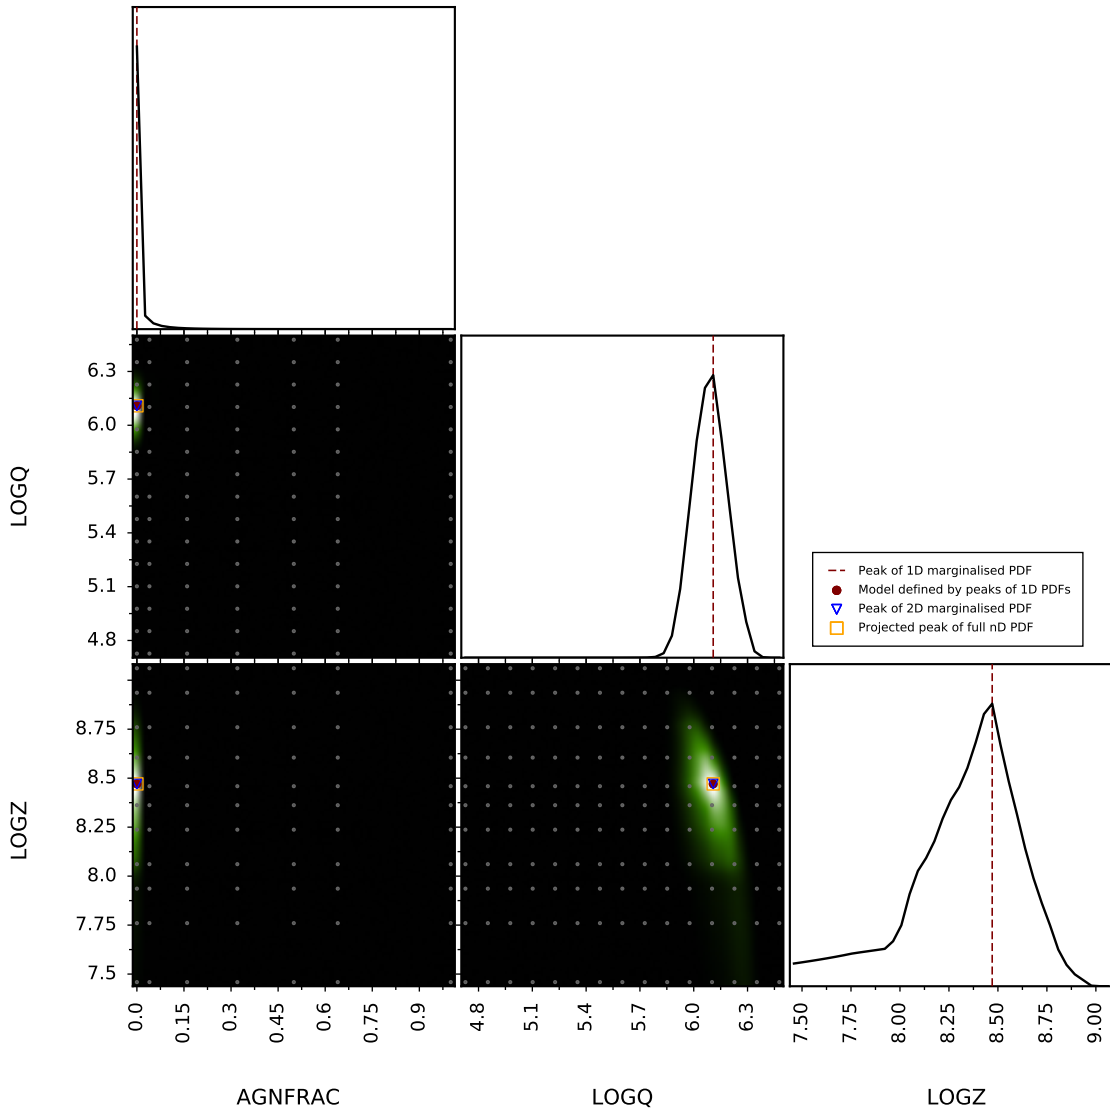 6.3
6.0
5.7
5.4
5.1
4.8
LOGQ
Peak of 1D marginalised PDF
Model defined by peaks of 1D PDFs
Peak of 2D marginalised PDF
Projected peak of full nD PDF
8.75
8.5
8.25
8.0
7.75
7.5
LOGZ
0.0 0.15 0.3 0.45 0.6 0.75 0.9
4.8 5.1 5.4 5.7 6.0 6.3
7.50 7.75 8.00 8.25 8.50 8.75 9.00
AGNFRAC
LOGQ
LOGZ